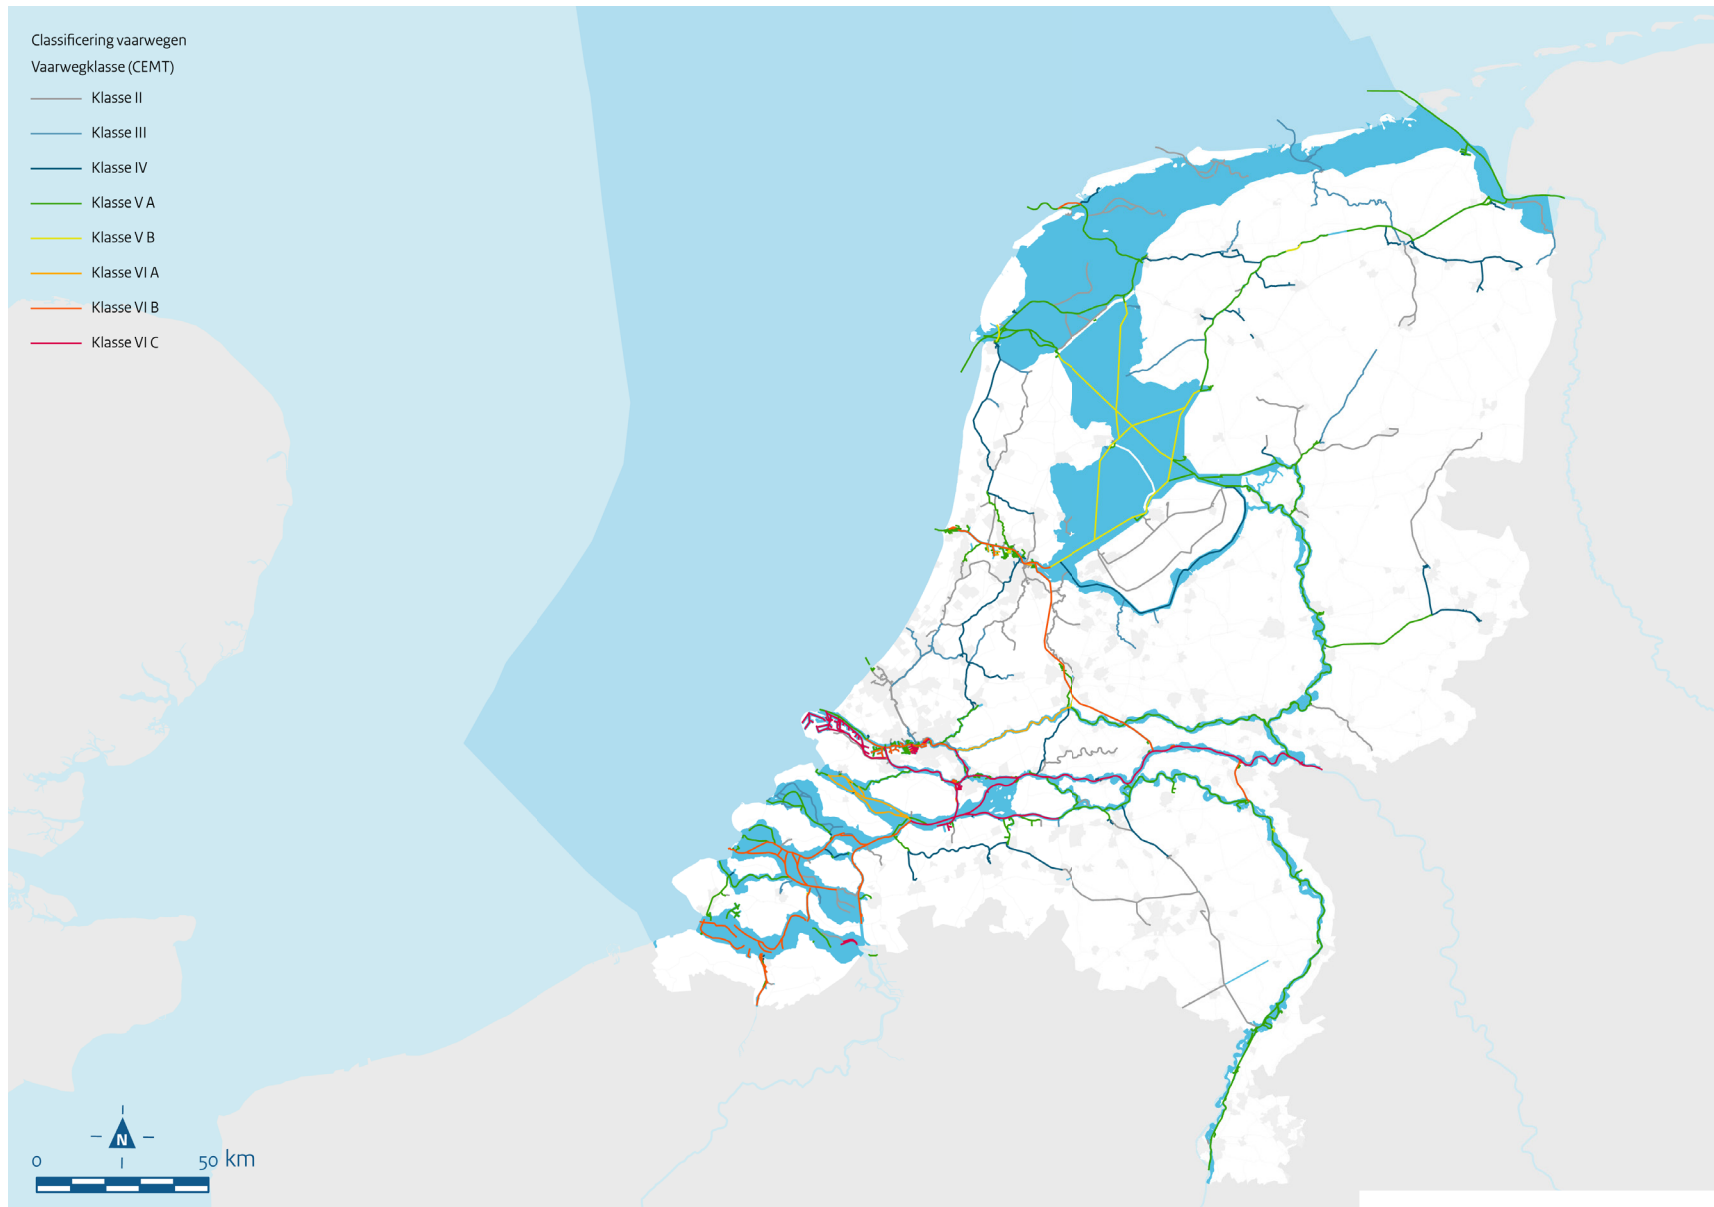 Classificering vaarwegen
Vaarwegklasse (CEMT)
Klasse II
Klasse III
Klasse IV
Klasse V A
Klasse V B
Klasse VI A
Klasse VI B
Klasse VI C
N
0 50 km